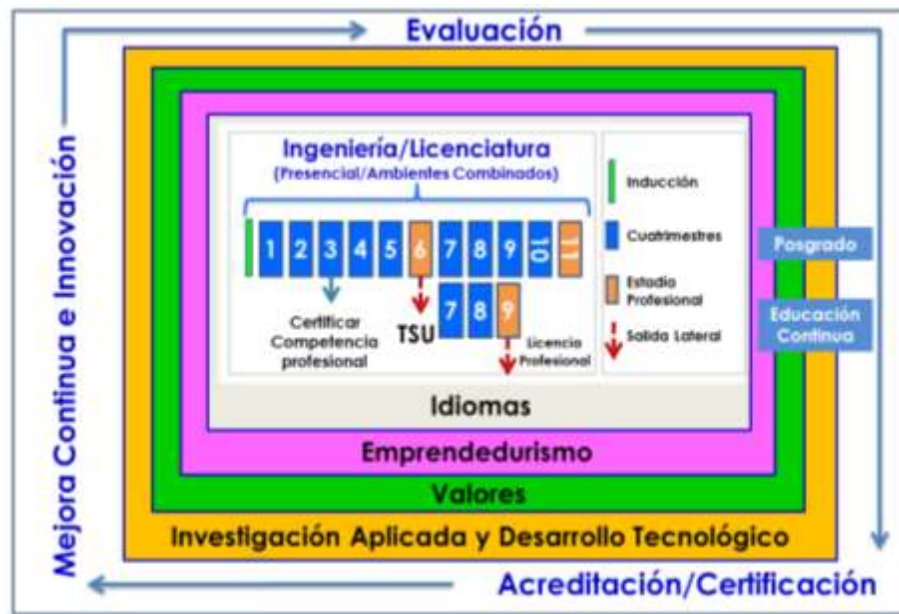 Evaluación
Mejora Continua e Innovación
Ingeniería/Licenciatura
(Presencial/Ambientes Combinados)
1 2 3 4 5 6 7 8 9 10 11
7 8 9
Certificar
Competencia
profesional
TSU
Licencia
Profesional
Inducción
Cuatrimestres
Estadía
Profesional
Salida Lateral
Posgrado
Educación
Continua
Idiomas
Emprendedurismo
Valores
Investigación Aplicada y Desarrollo Tecnológico
Acreditación/Certificación